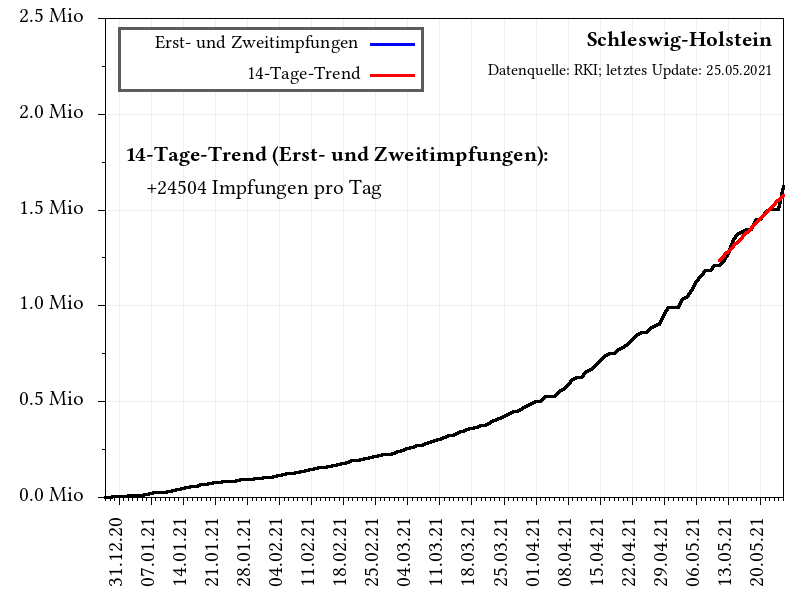 2.5 Mio
2.0 Mio
1.5 Mio
1.0 Mio
0.5 Mio
0.0 Mio
Erst- und Zweitimpfungen
14-Tage-Trend
Schleswig-Holstein
Datenquelle: RKI; letztes Update: 25.05.2021
14-Tage-Trend (Erst- und Zweitimpfungen):
+24504 Impfungen pro Tag
31.12.20
07.01.21
14.01.21
21.01.21
28.01.21
04.02.21
11.02.21
18.02.21
25.02.21
04.03.21
11.03.21
18.03.21
25.03.21
01.04.21
08.04.21
15.04.21
22.04.21
29.04.21
06.05.21
13.05.21
20.05.21